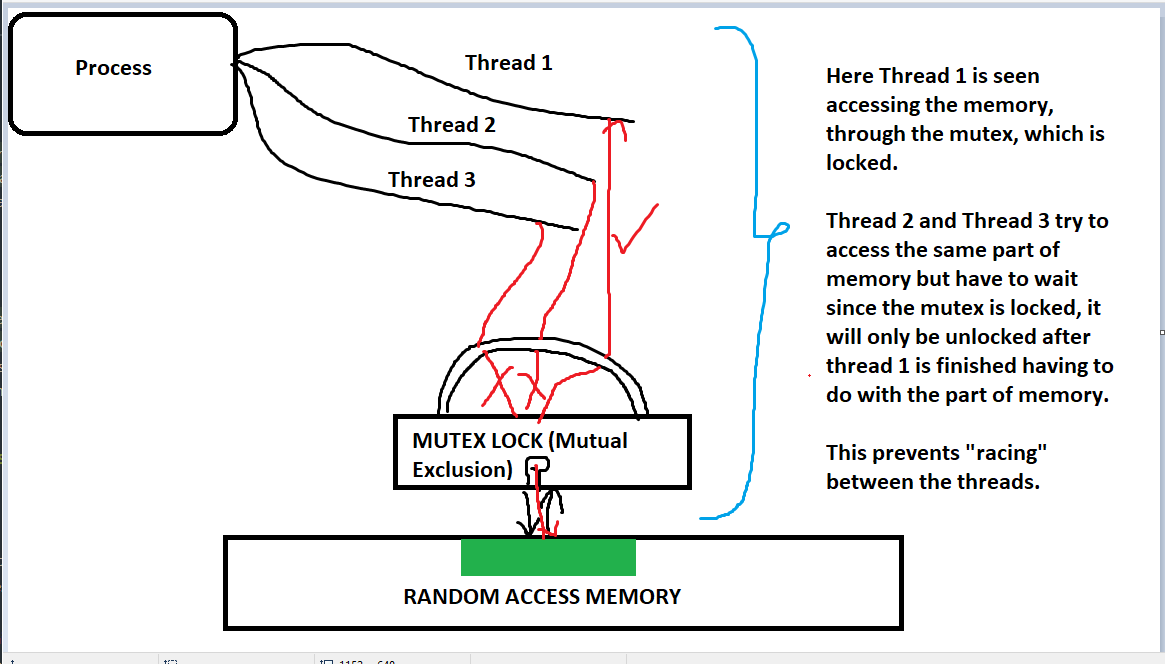 Process
Thread 1
Thread 2
Thread 3
Here Thread 1 is seen
accessing the memory,
through the mutex, which is
locked.
Thread 2 and Thread 3 try to
access the same part of
memory but have to wait
since the mutex is locked, it
will only be unlocked after
thread 1 is finished having to
do with the part of memory.
This prevents "racing"
between the threads.
MUTEX LOCK (Mutual
Exclusion)
RANDOM ACCESS MEMORY